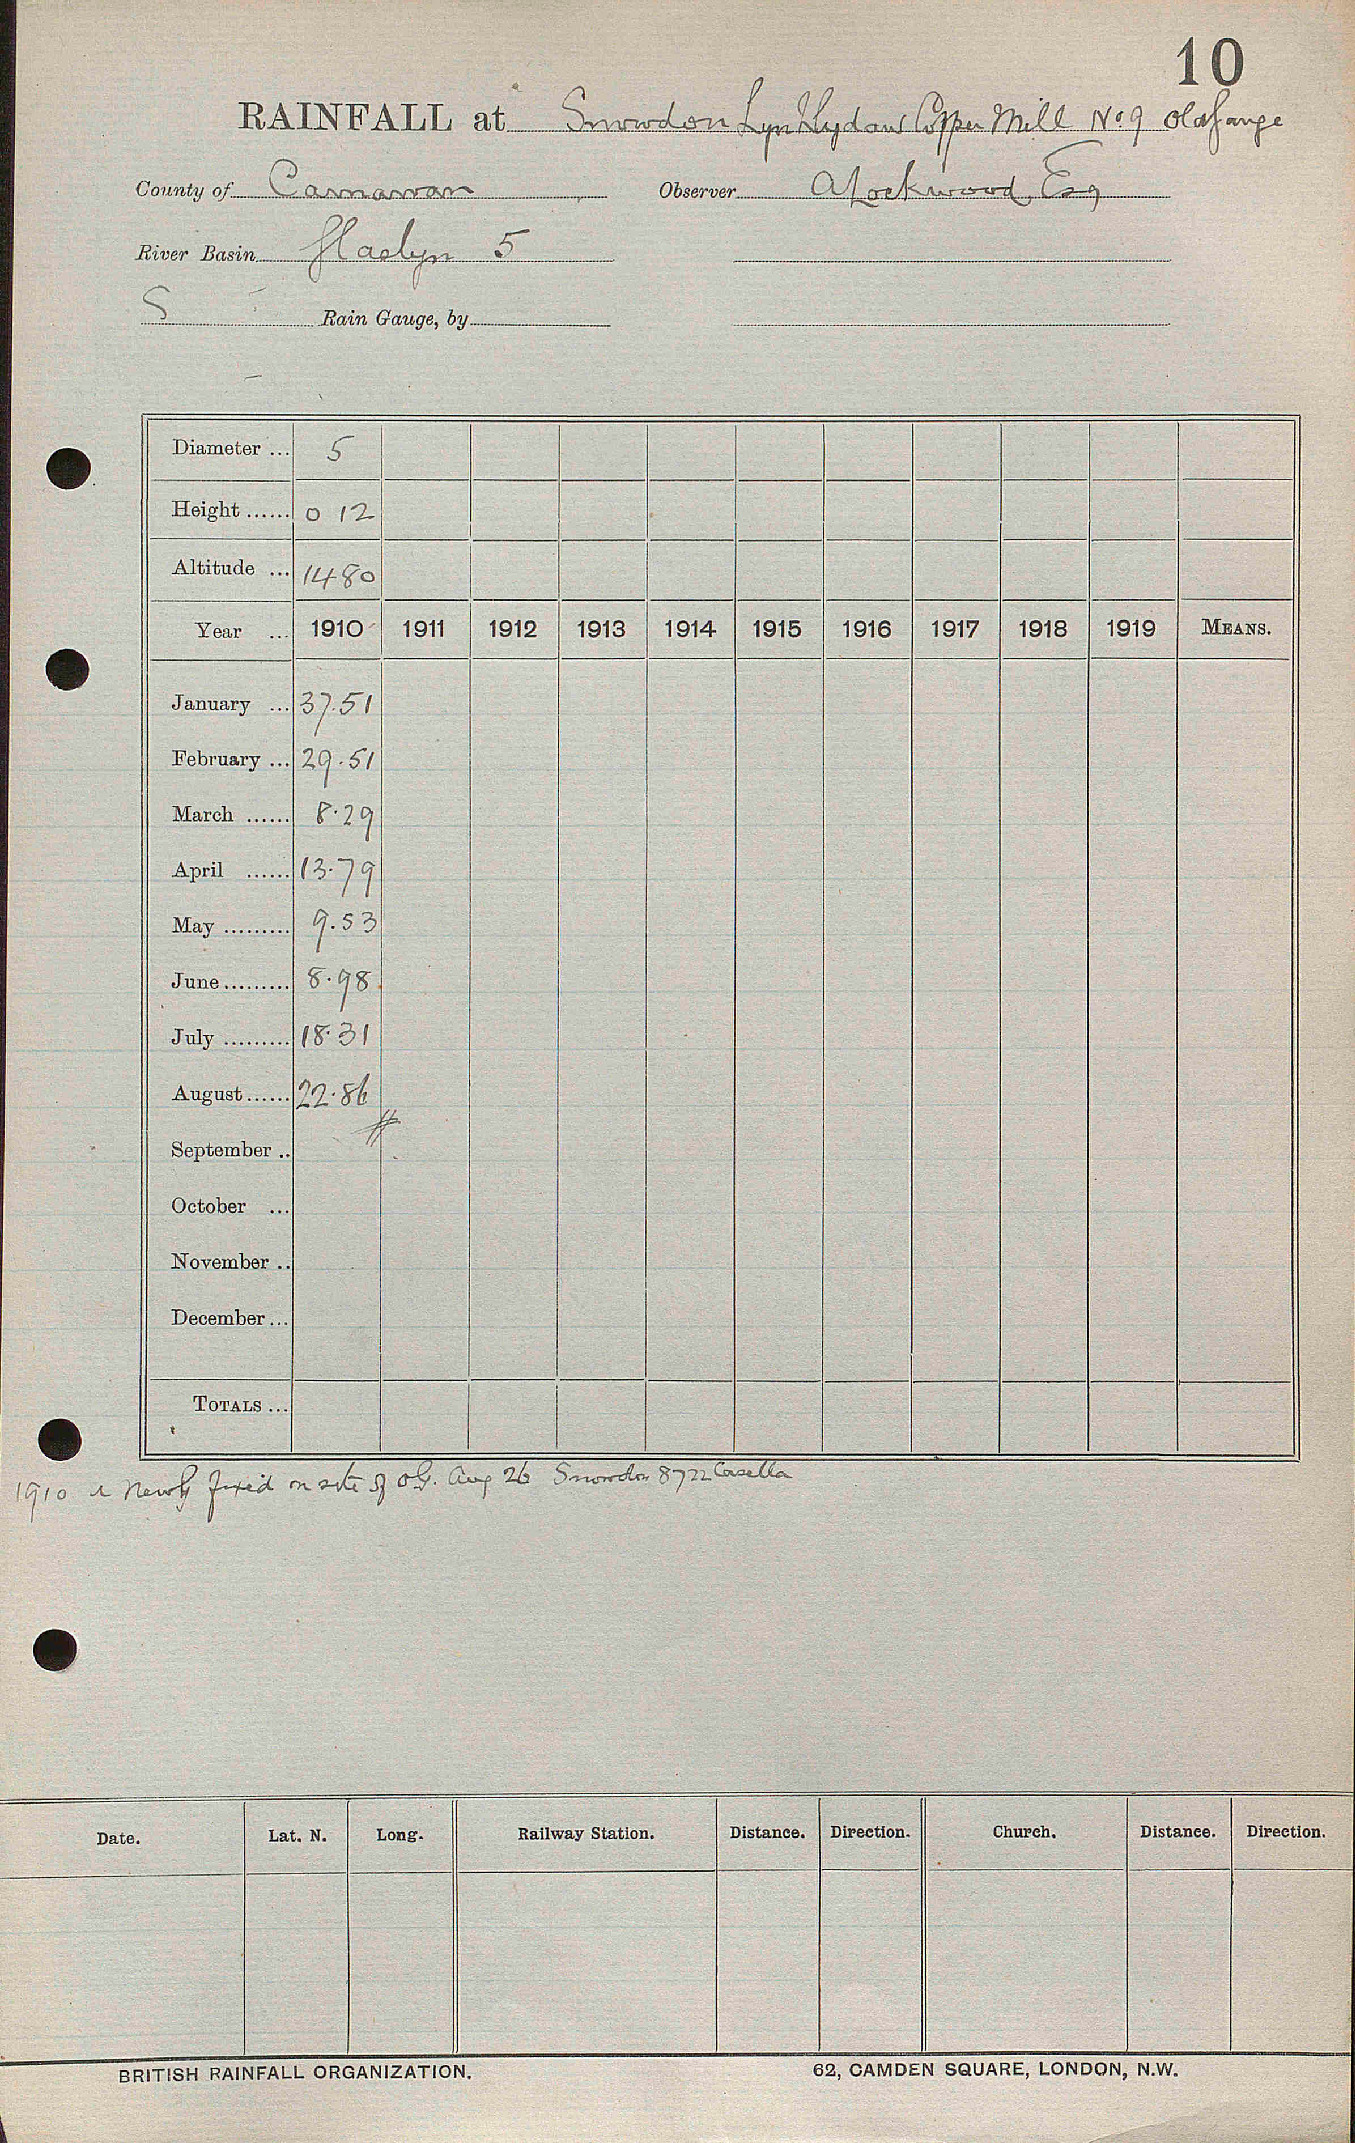 10
RAINFALL at Snowdon Lyn Llydaw Copper Mill No 9 Old Gauge
County of Carnarvon Observer A Lockwood Esq
River Basin Glaslyn 5
S Rain Gauge, by
Diameter ... 5
Height ...... 0 12
Altitude ... 1480
Year ... 1910 1911 1912 1913 1914 1915 1916 1917 1918 1919 MEANS.
January ... 37.51
February ... 29.51
March ...... 8.29
April ...... 13.79
May ......... 9.53
June ......... 8.98
July ......... 18.31
August ...... 22.86
September ..
October ...
November ..
December ...
TOTALS ...
1910 Newly fixed on site of o.G. Aug 26 Snowdon 8722 Casella
Date. Lat. N. Long. Railway Station. Distance. Direction. Church. Distance. Direction.
BRITISH RAINFALL ORGANIZATION. 62, CAMDEN SQUARE, LONDON, N.W.